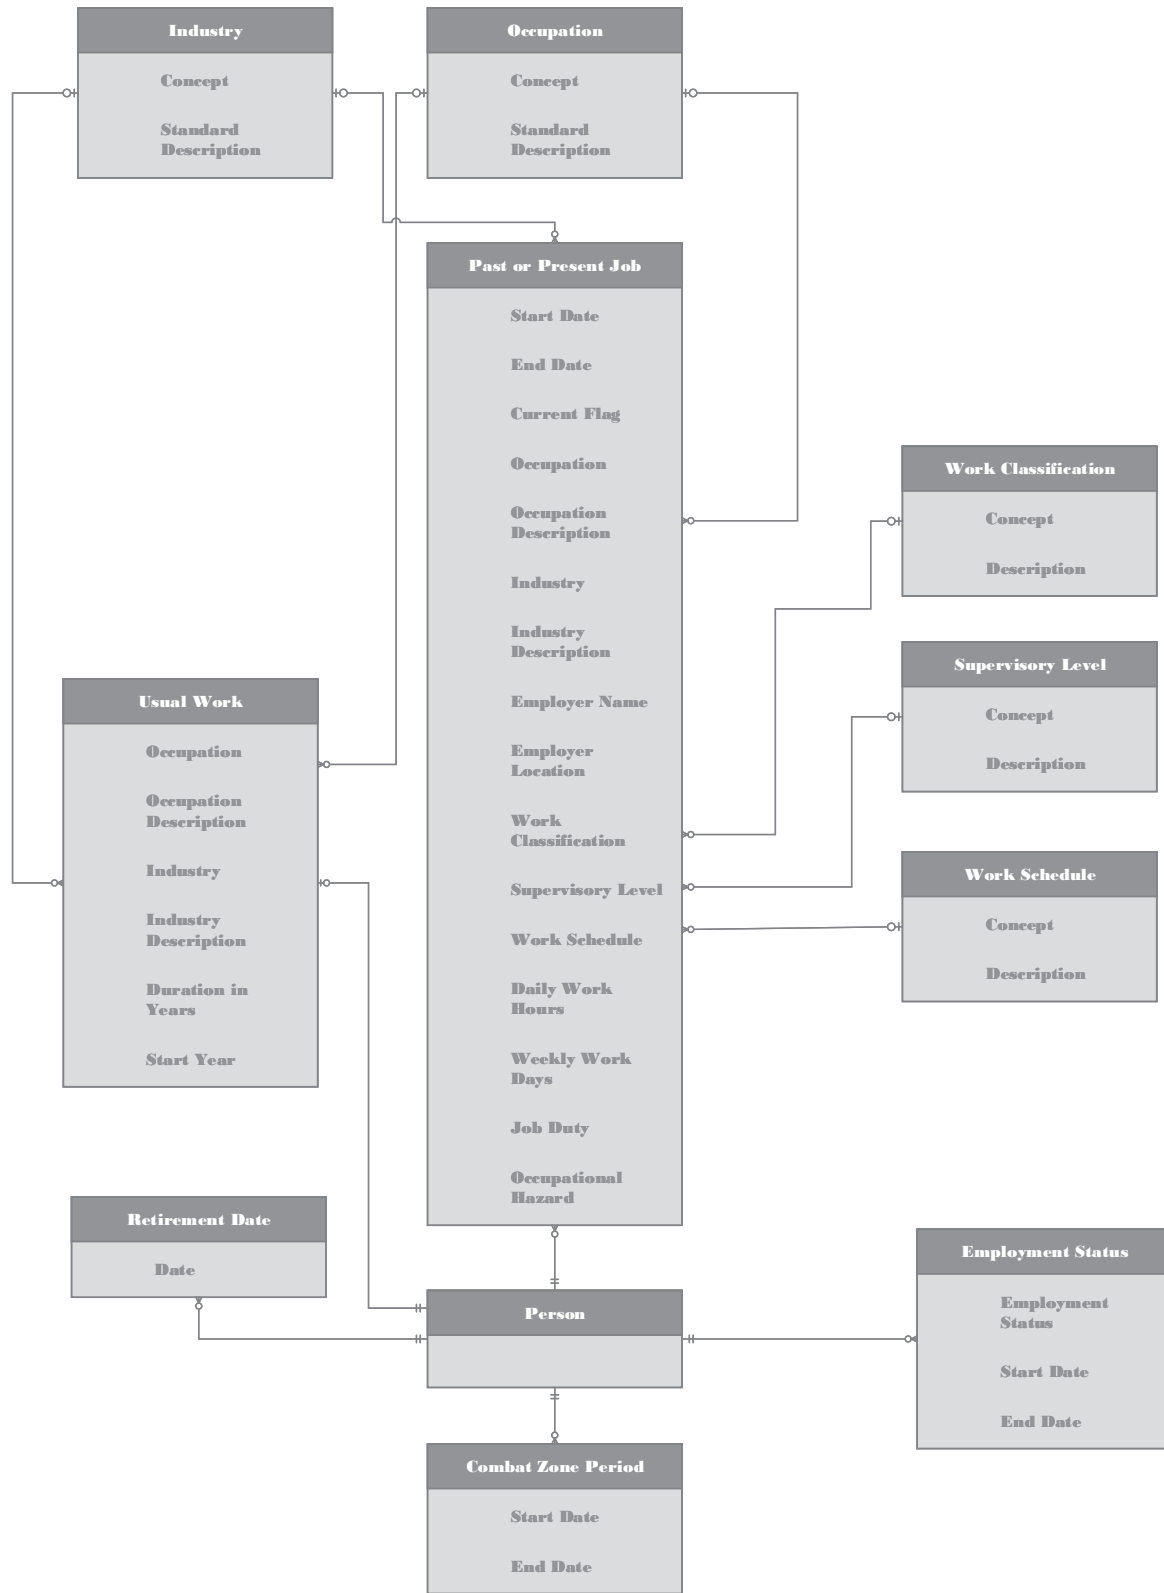 Industry
Concept
Standard
Description
Occupation
Concept
Standard
Description
Past or Present Job
Start Date
End Date
Current Flag
Occupation
Occupation
Description
Industry
Industry
Description
Employer Name
Employer
Location
Work
Classification
Supervisory Level
Work Schedule
Daily Work
Hours
Weekly Work
Days
Job Duty
Occupational
Hazard
Work Classification
Concept
Description
Supervisory Level
Concept
Description
Work Schedule
Concept
Description
Usual Work
Occupation
Occupation
Description
Industry
Industry
Description
Duration in
Years
Start Year
Retirement Date
Date
Person
Employment Status
Employment
Status
Start Date
End Date
Combat Zone Period
Start Date
End Date